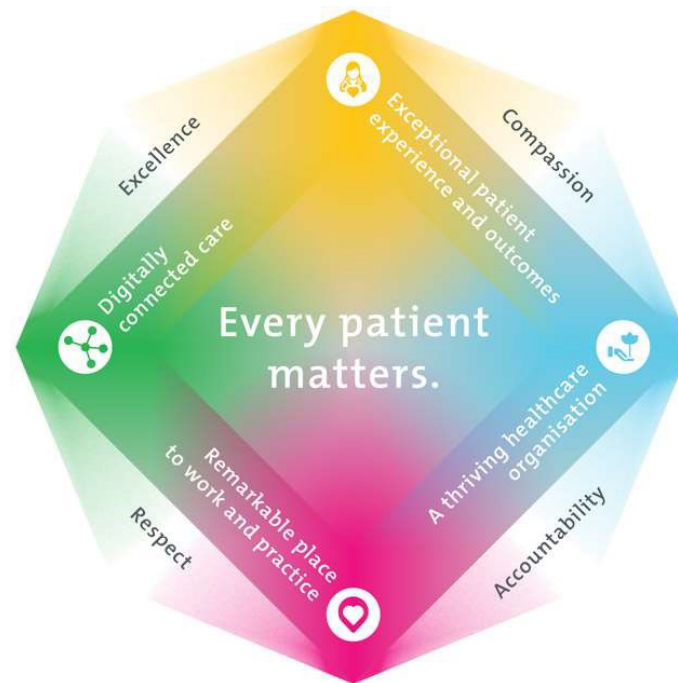 Excellence
Compassion
Exceptional patient
experience and outcomes
Digitally
connected care
Every patient
matters.
Remarkable place
to work and practice
A thriving healthcare
organisation
Respect
Accountability